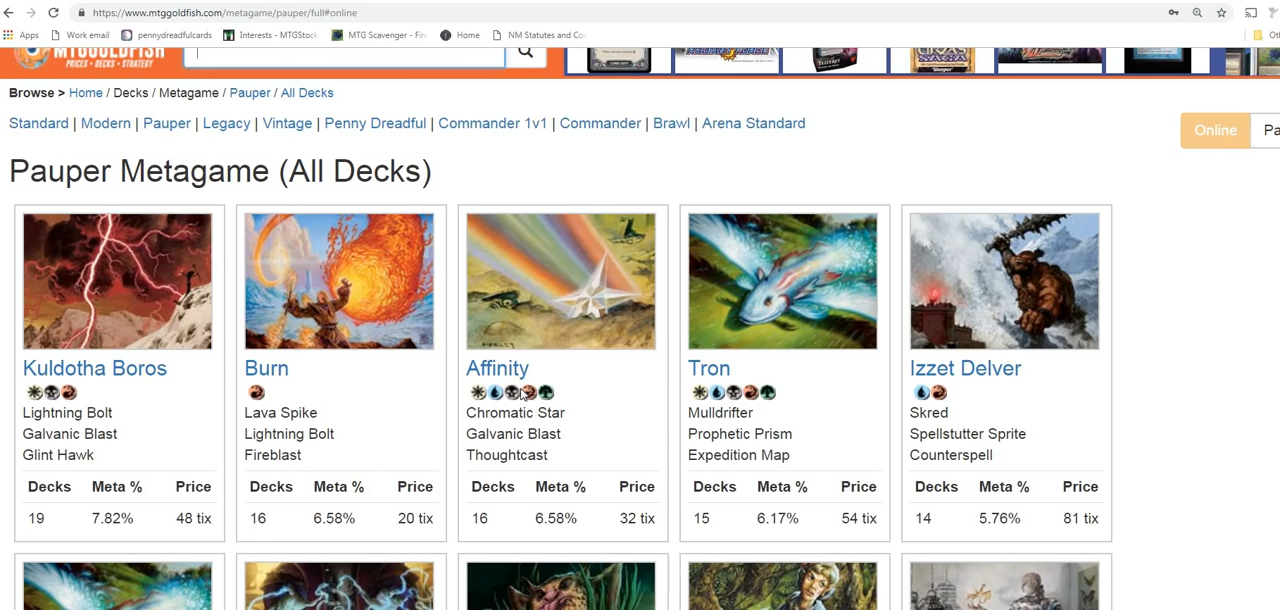 https://www.mtggoldfish.com/metagame/pauper/full#online
Apps Work email pennydreadfulcards Interests - MTGStock MTG Scavenger - Fin Home NM Statutes and Co
MTGGOLDFISH
PRICES • DECKS • STRATEGY
Browse > Home / Decks / Metagame / Pauper / All Decks
Standard | Modern | Pauper | Legacy | Vintage | Penny Dreadful | Commander 1v1 | Commander | Brawl | Arena Standard
Online Pa
Pauper Metagame (All Decks)
Kuldotha Boros
Lightning Bolt
Galvanic Blast
Glint Hawk
Decks Meta % Price
19 7.82% 48 tix
Burn
Lava Spike
Lightning Bolt
Fireblast
Decks Meta % Price
16 6.58% 20 tix
Affinity
Chromatic Star
Galvanic Blast
Thoughtcast
Decks Meta % Price
16 6.58% 32 tix
Tron
Mulldrifter
Prophetic Prism
Expedition Map
Decks Meta % Price
15 6.17% 54 tix
Izzet Delver
Skred
Spellstutter Sprite
Counterspell
Decks Meta % Price
14 5.76% 81 tix